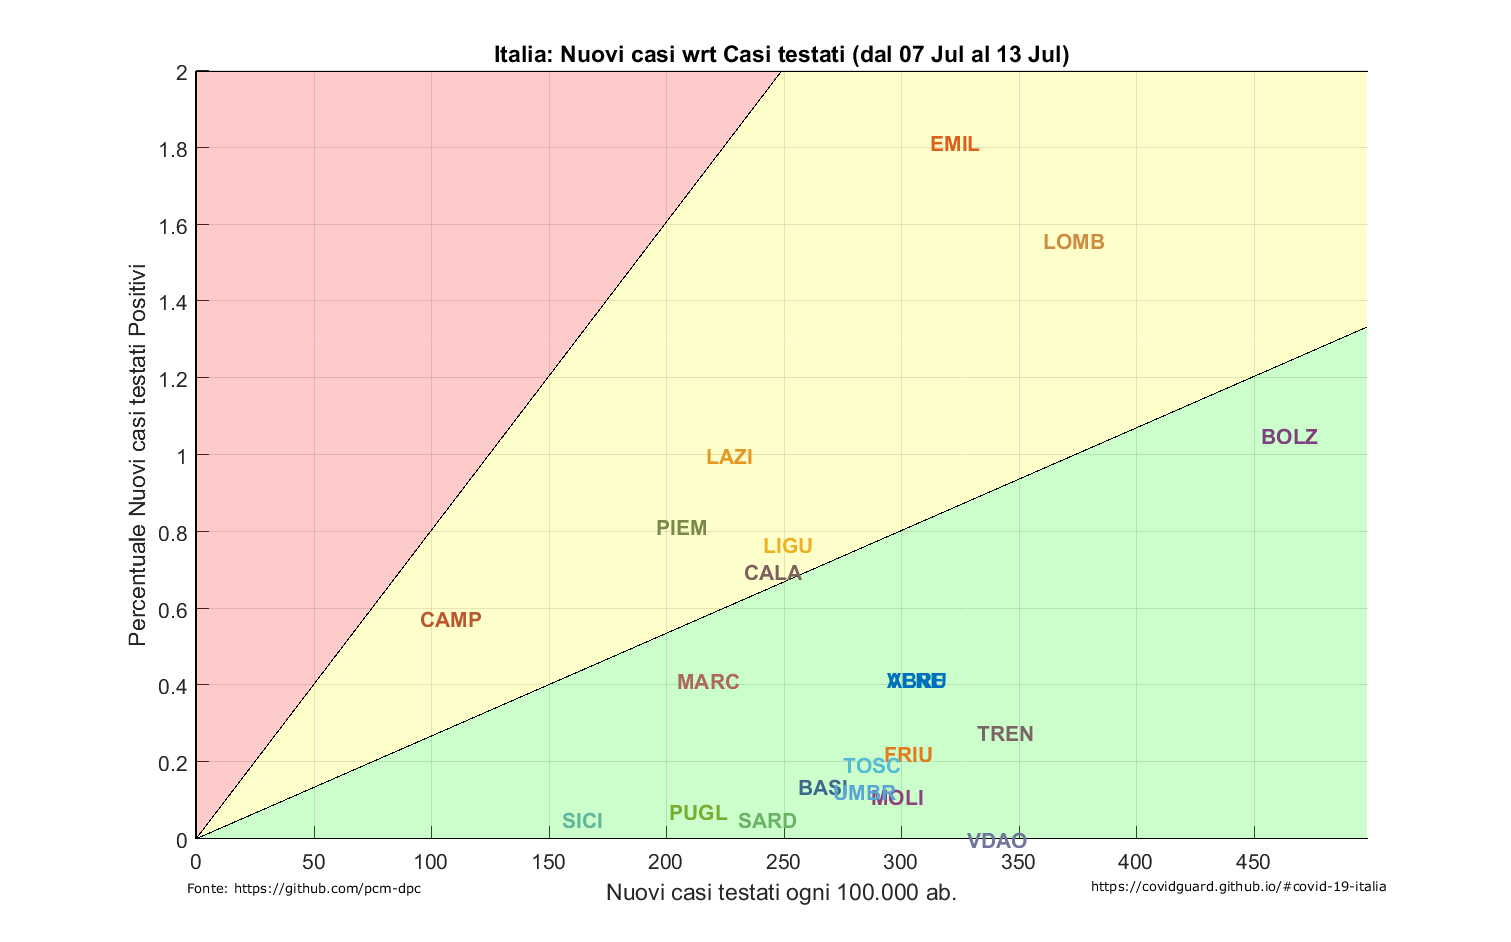 Italia: Nuovi casi wrt Casi testati (dal 07 Jul al 13 Jul)
Percentuale Nuovi casi testati Positivi
2
1.8
1.6
1.4
1.2
1
0.8
0.6
0.4
0.2
0
EMIL
LOMB
BOLZ
LAZI
PIEM
LIGU
CALA
CAMP
MARC
ABRU
TREN
FRIU
TOSC
BASI
UMBR
MOLI
PUGL
SARD
SICI
VDAO
0 50 100 150 200 250 300 350 400 450
Nuovi casi testati ogni 100.000 ab.
Fonte: https://github.com/pcm-dpc
https://covidguard.github.io/#covid-19-italia